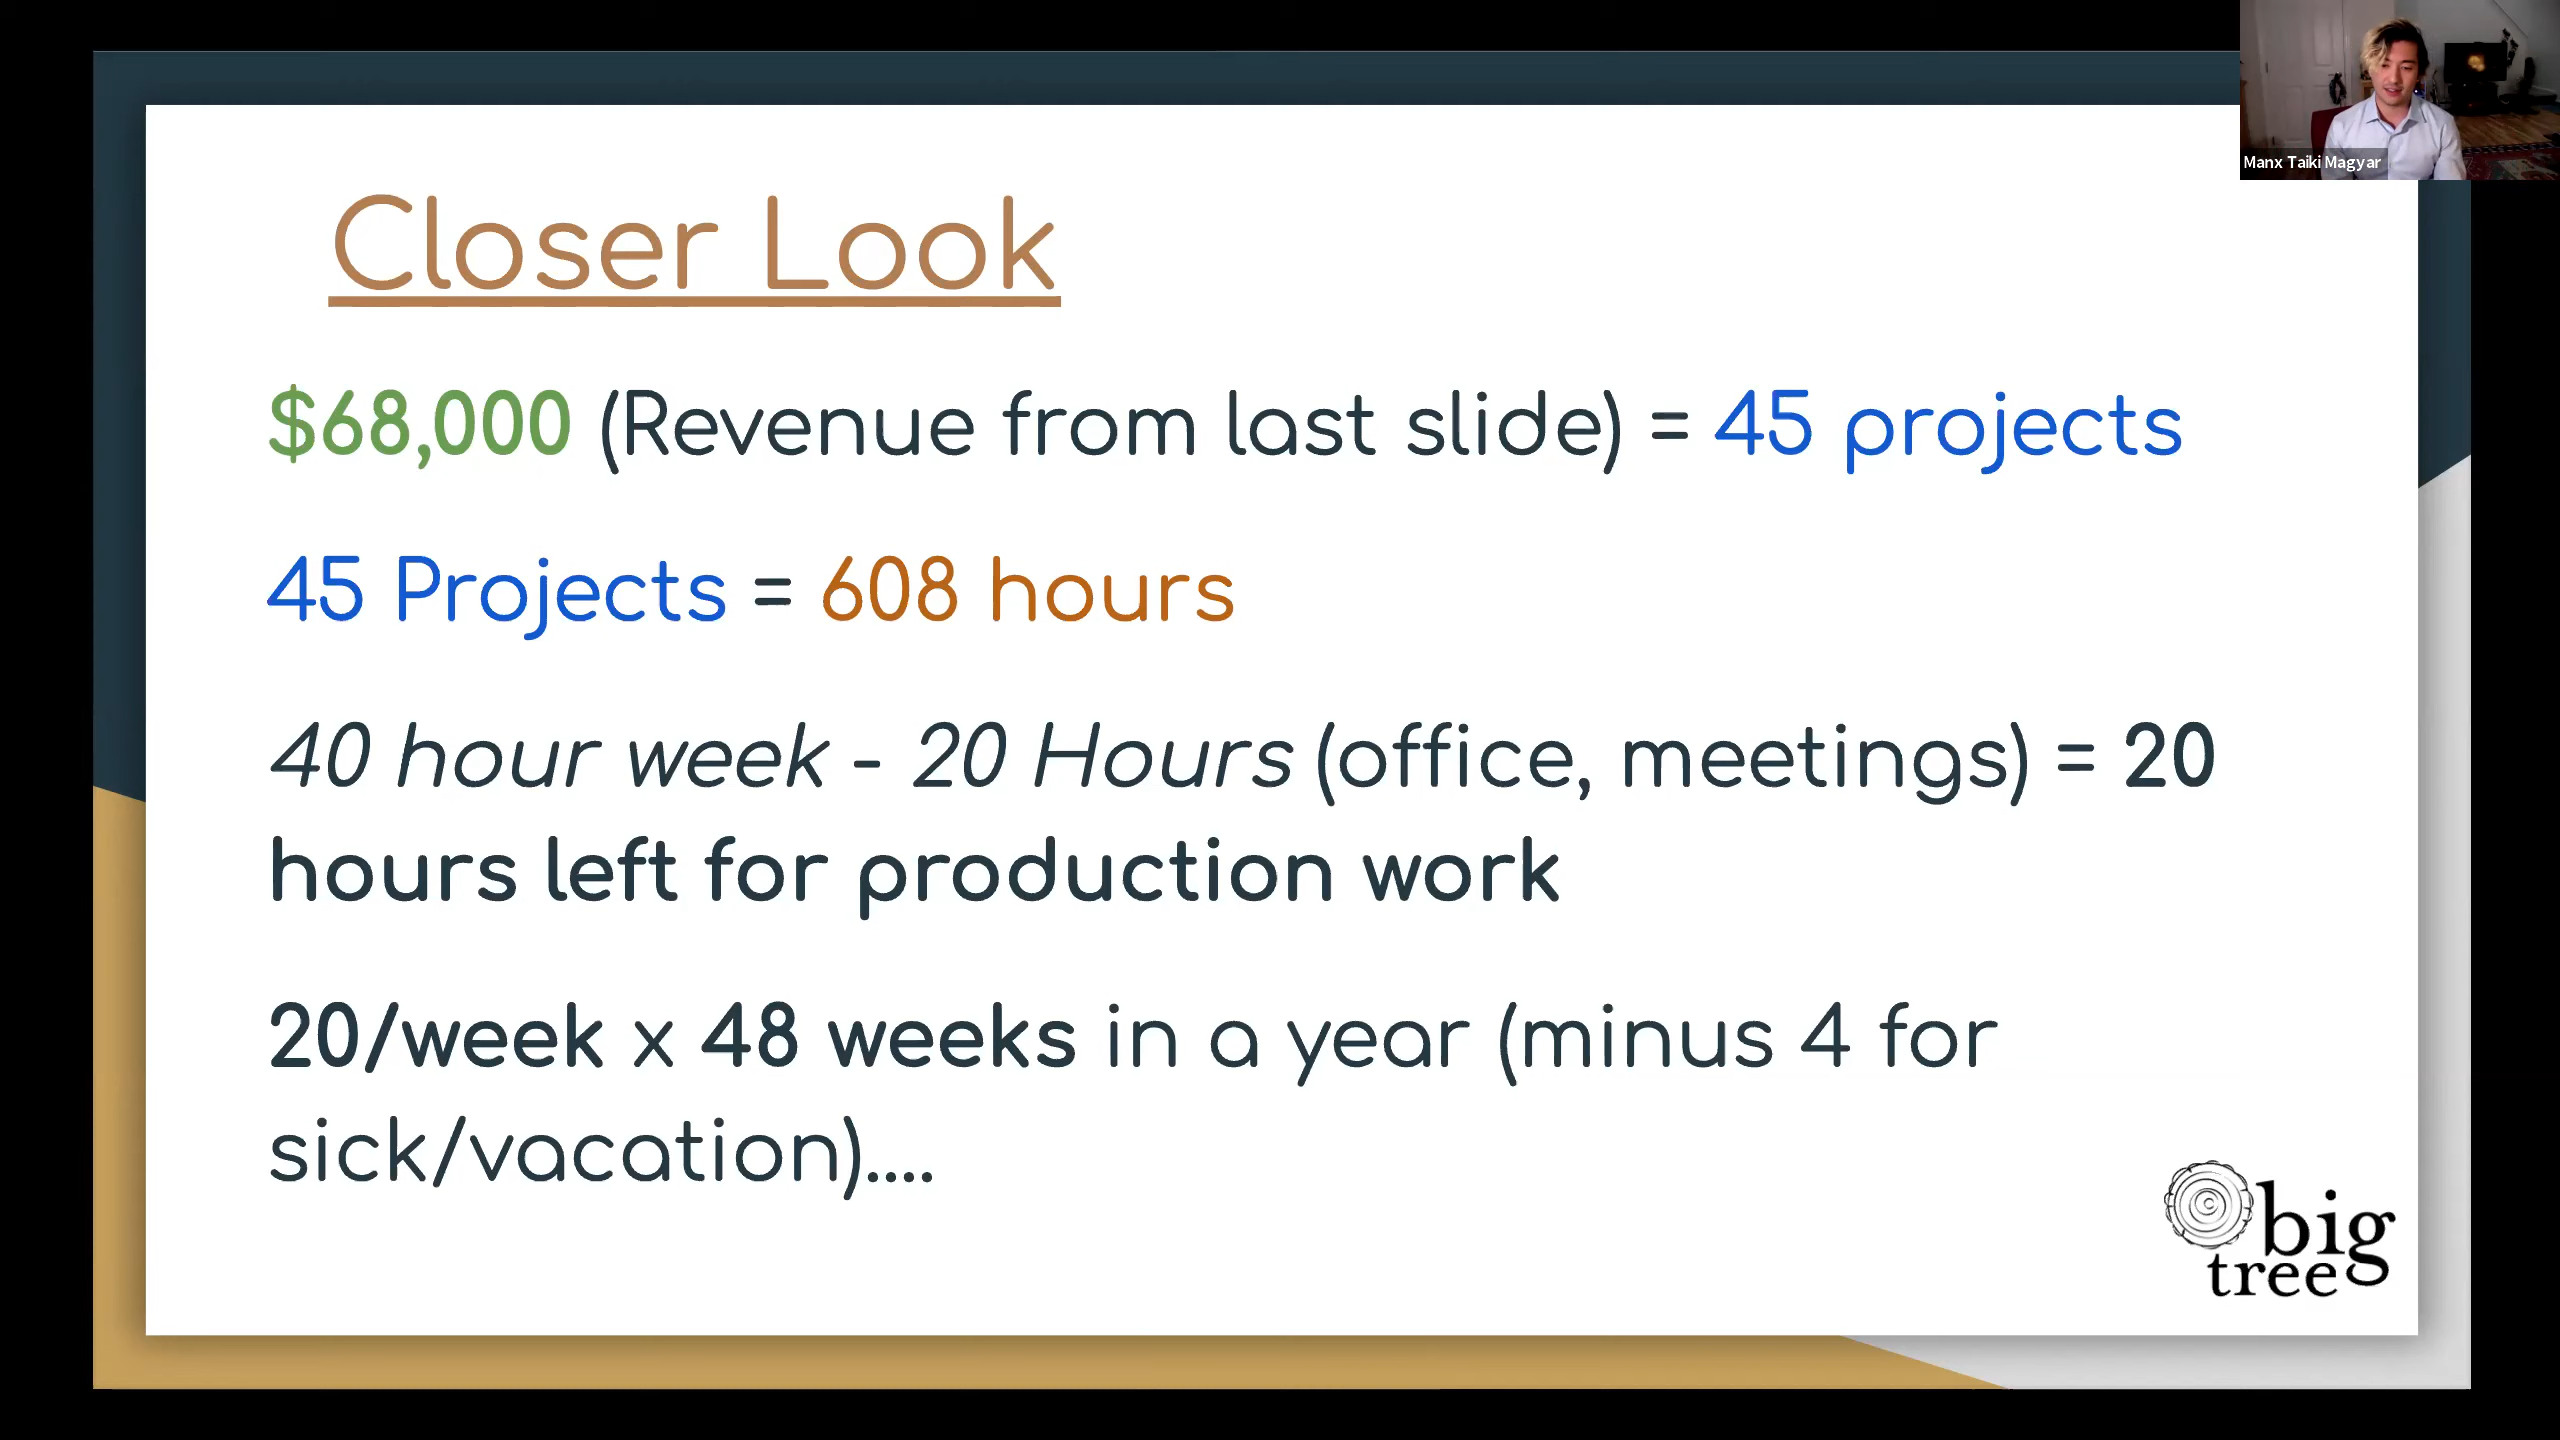 Manx Taiki Magyar
Closer Look
$68,000 (Revenue from last slide) = 45 projects
45 Projects = 608 hours
40 hour week - 20 Hours (office, meetings) = 20
hours left for production work
20/week x 48 weeks in a year (minus 4 for
sick/vacation)....
big
tree